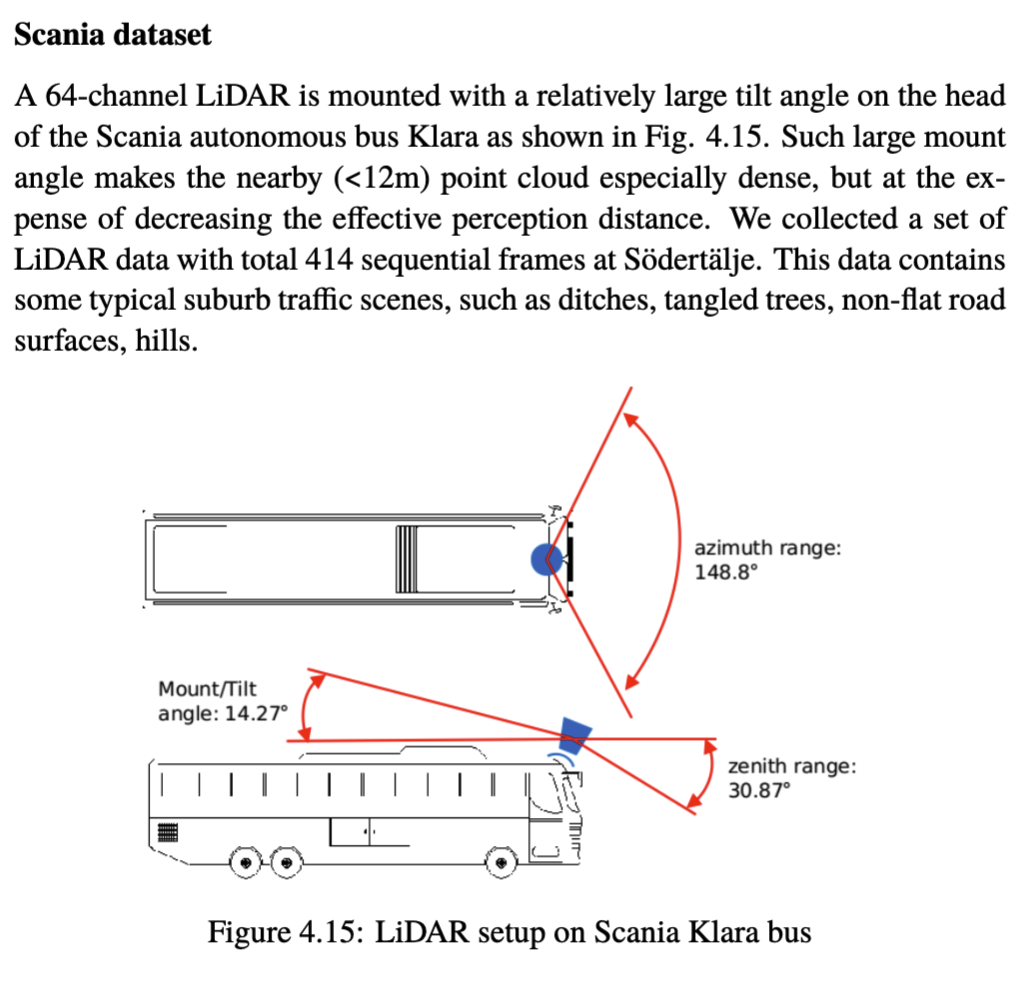 Scania dataset
A 64-channel LiDAR is mounted with a relatively large tilt angle on the head
of the Scania autonomous bus Klara as shown in Fig. 4.15. Such large mount
angle makes the nearby (<12m) point cloud especially dense, but at the ex-
pense of decreasing the effective perception distance. We collected a set of
LiDAR data with total 414 sequential frames at Södertälje. This data contains
some typical suburb traffic scenes, such as ditches, tangled trees, non-flat road
surfaces, hills.
azimuth range:
148.8°
Mount/Tilt
angle: 14.27°
zenith range:
30.87°
Figure 4.15: LiDAR setup on Scania Klara bus